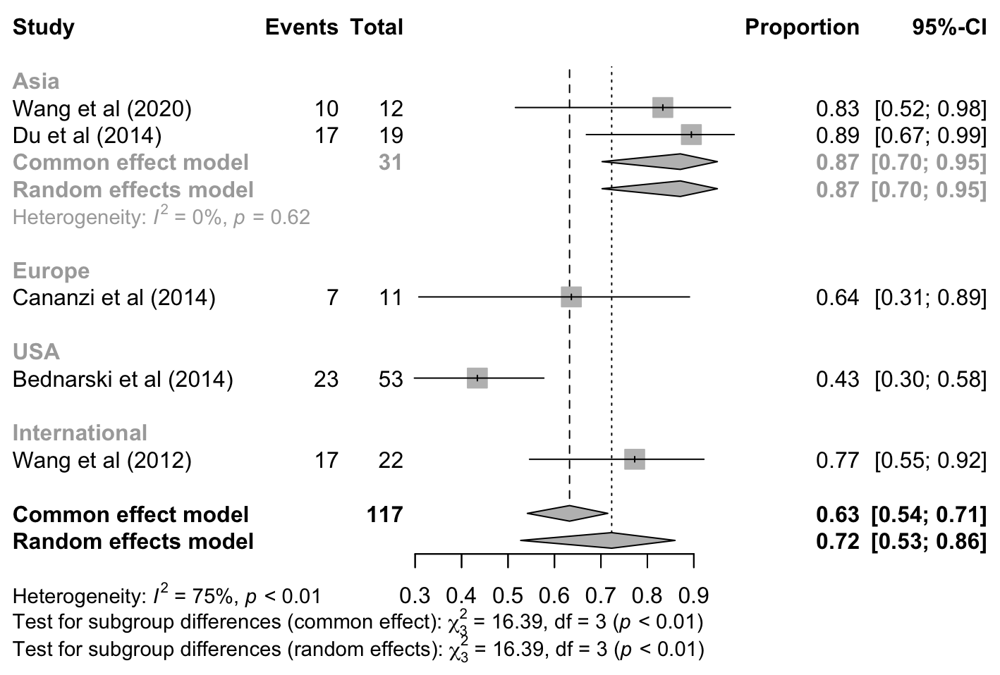 Study Events Total Proportion 95%-CI
Asia
Wang et al (2020) 10 12 0.83 [0.52; 0.98]
Du et al (2014) 17 19 0.89 [0.67; 0.99]
Common effect model 31 0.87 [0.70; 0.95]
Random effects model 0.87 [0.70; 0.95]
Heterogeneity: I² = 0%, p = 0.62
Europe
Cananzi et al (2014) 7 11 0.64 [0.31; 0.89]
USA
Bednarski et al (2014) 23 53 0.43 [0.30; 0.58]
International
Wang et al (2012) 17 22 0.77 [0.55; 0.92]
Common effect model 117 0.63 [0.54; 0.71]
Random effects model 0.72 [0.53; 0.86]
Heterogeneity: I² = 75%, p < 0.01 0.3 0.4 0.5 0.6 0.7 0.8 0.9
Test for subgroup differences (common effect): χ²₃ = 16.39, df = 3 (p < 0.01)
Test for subgroup differences (random effects): χ²₃ = 16.39, df = 3 (p < 0.01)